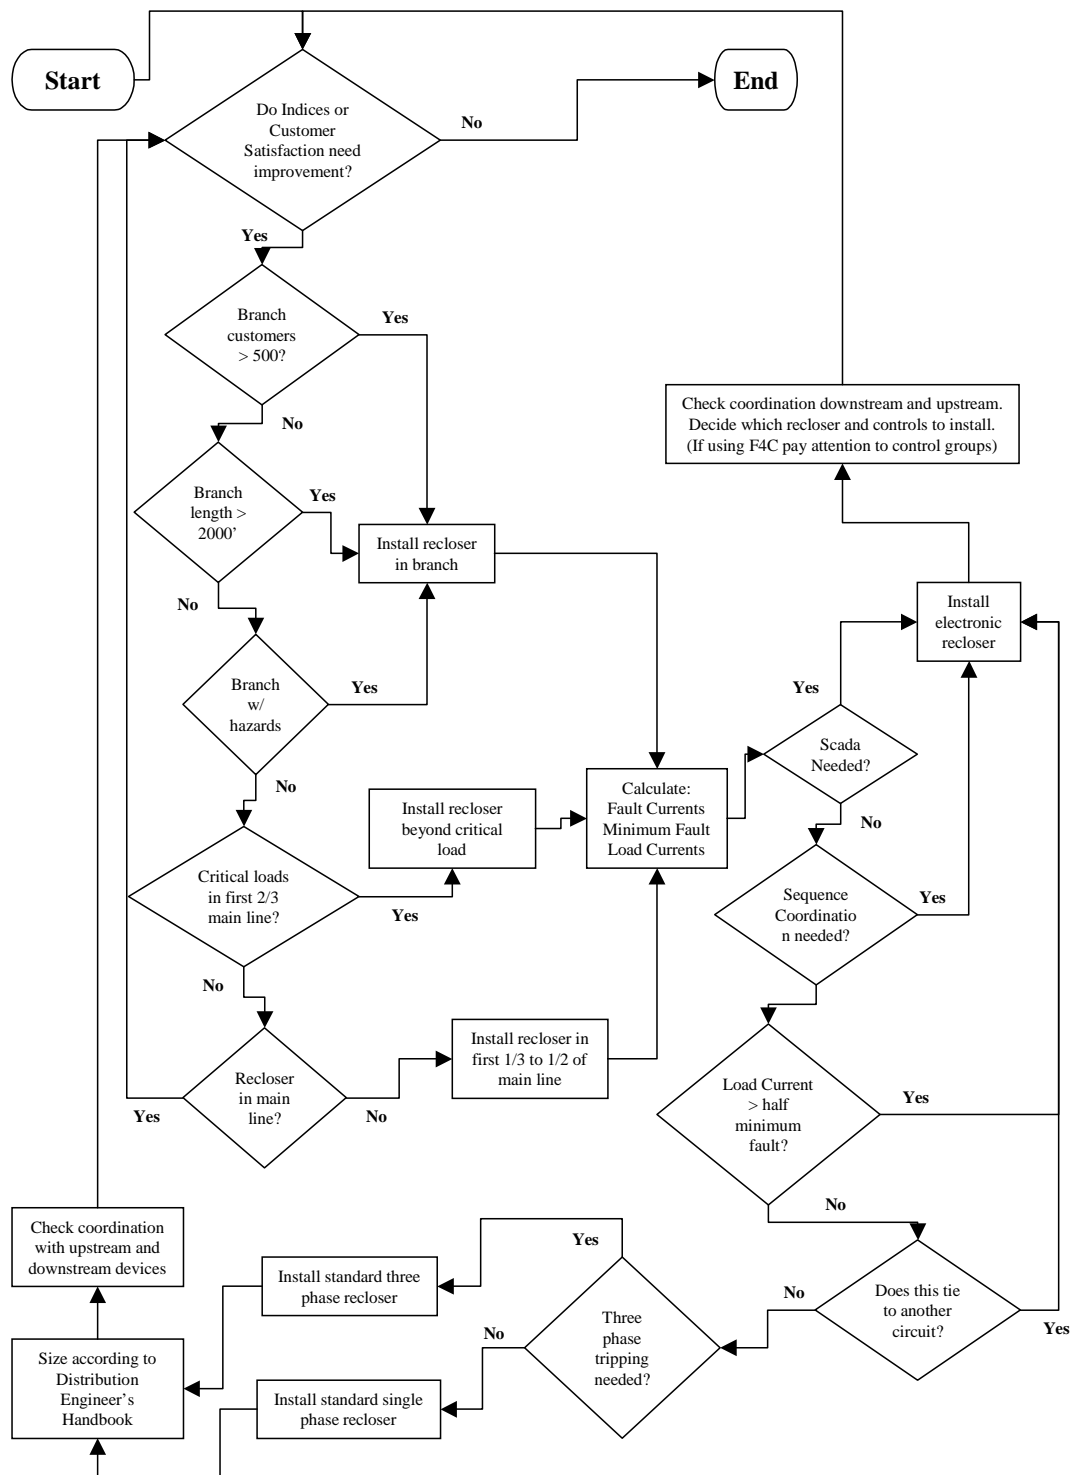 Start
End
Do Indices or
Customer
Satisfaction need
improvement?
No
Yes
Branch
customers
> 500?
Yes
No
Branch
length >
2000’
Yes
No
Install recloser
in branch
Branch
w/
hazards
Yes
No
Check coordination downstream and upstream.
Decide which recloser and controls to install.
(If using F4C pay attention to control groups)
Install
electronic
recloser
Yes
Scada
Needed?
No
Calculate:
Fault Currents
Minimum Fault
Load Currents
Install recloser
beyond critical
load
Critical loads
in first 2/3
main line?
Yes
No
Sequence
Coordinatio
n needed?
Yes
Recloser
in main
line?
Yes
No
Install recloser in
first 1/3 to 1/2 of
main line
Load Current
> half
minimum
fault?
Yes
No
Check coordination
with upstream and
downstream devices
Install standard three
phase recloser
Yes
Three
phase
tripping
needed?
No
No
Does this tie
to another
circuit?
Yes
Size according to
Distribution
Engineer’s
Handbook
Install standard single
phase recloser